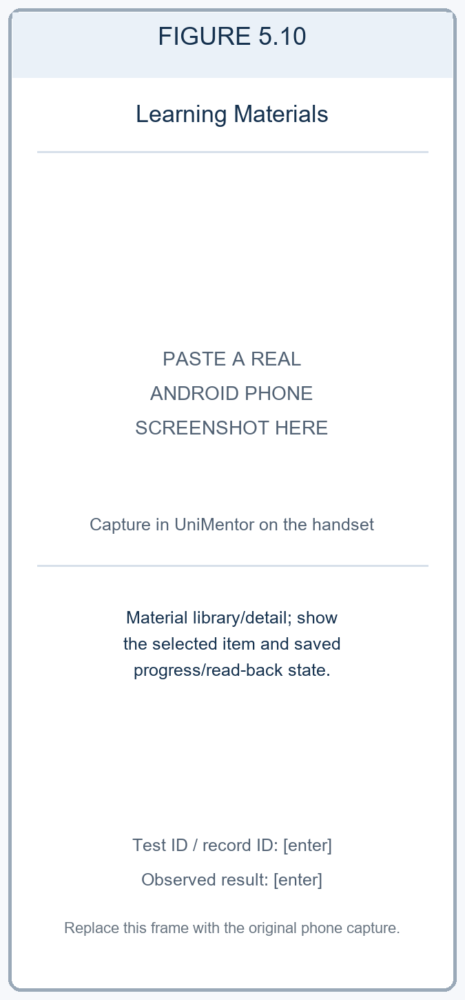 FIGURE 5.10
Learning Materials
PASTE A REAL
ANDROID PHONE
SCREENSHOT HERE
Capture in UniMentor on the handset
Material library/detail; show
the selected item and saved
progress/read-back state.
Test ID / record ID: [enter]
Observed result: [enter]
Replace this frame with the original phone capture.